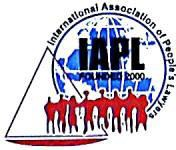 International Association of People's Lawyers
IAPL
FOUNDED 2000